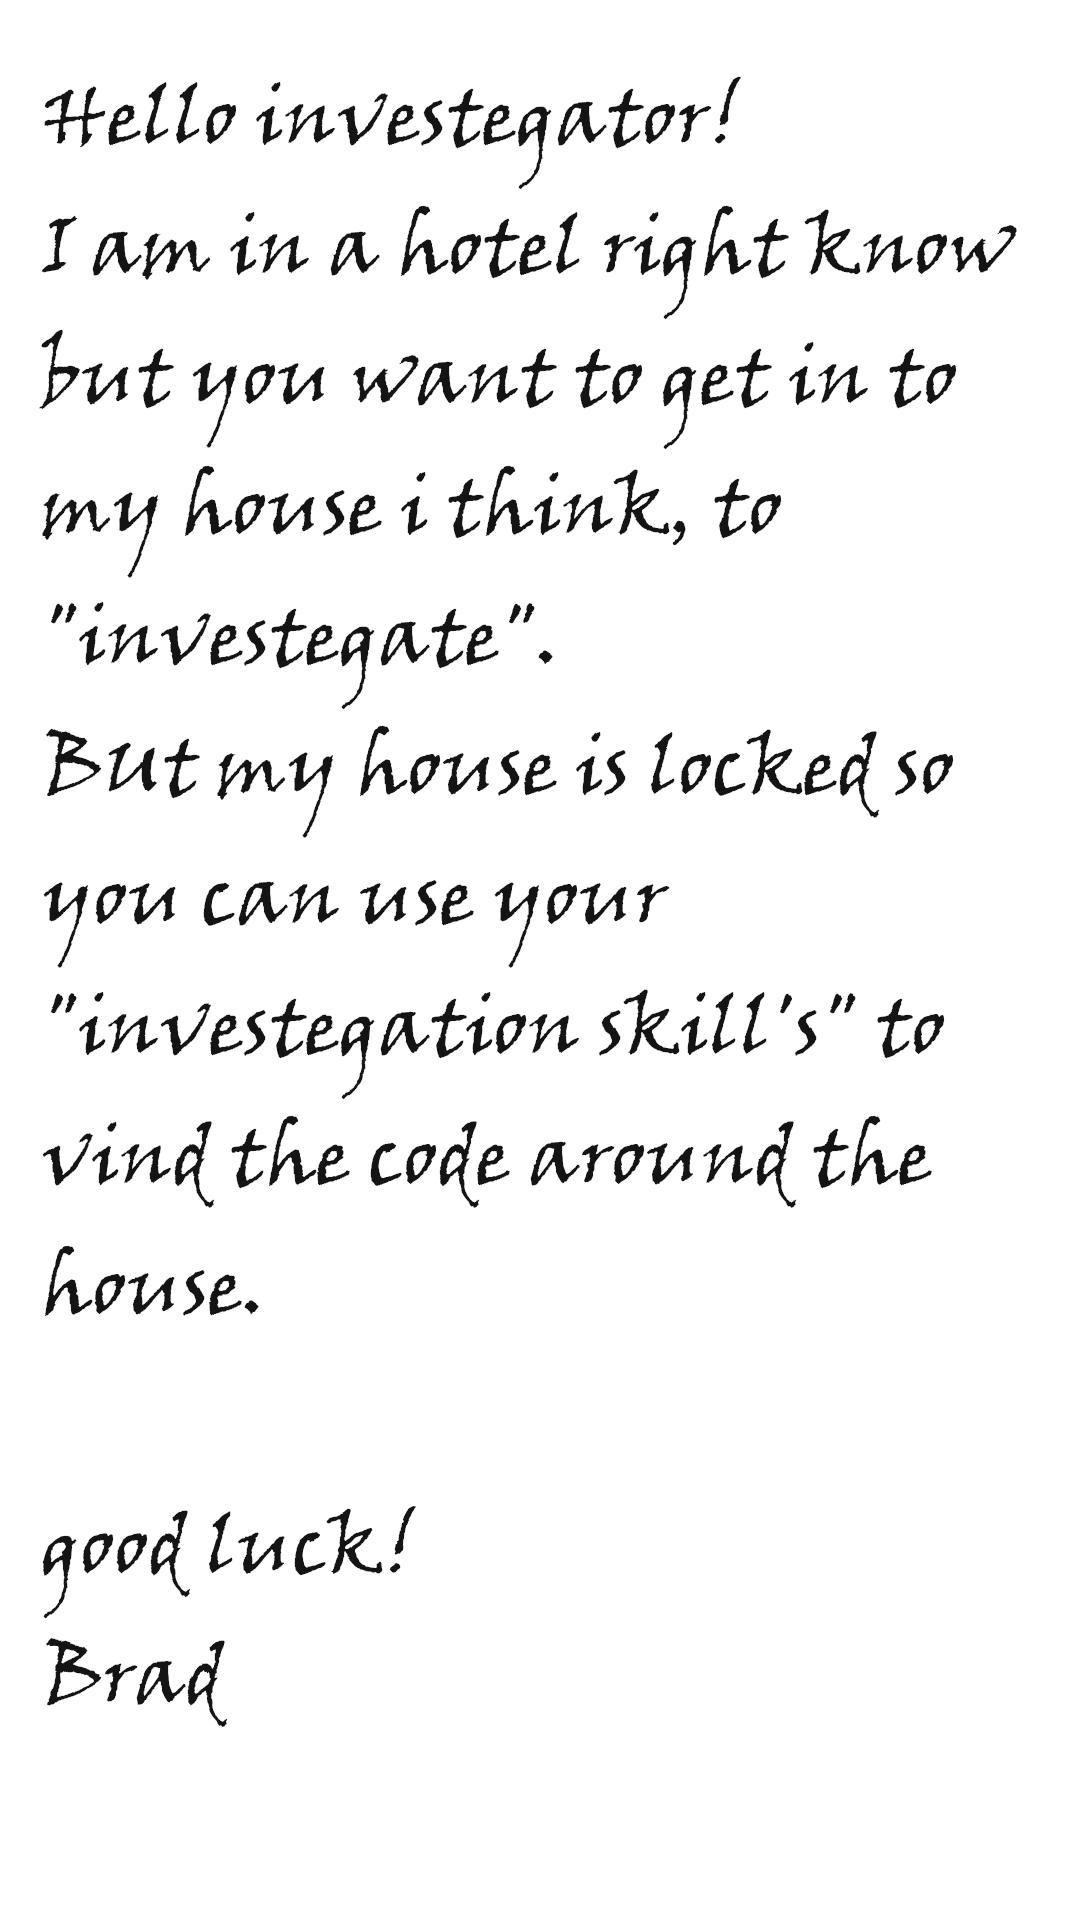 Hello investegator!
I am in a hotel right know
but you want to get in to
my house i think, to
"investegate".
BUt my house is locked so
you can use your
"investegation skill's" to
vind the code around the
house.
good luck!
Brad